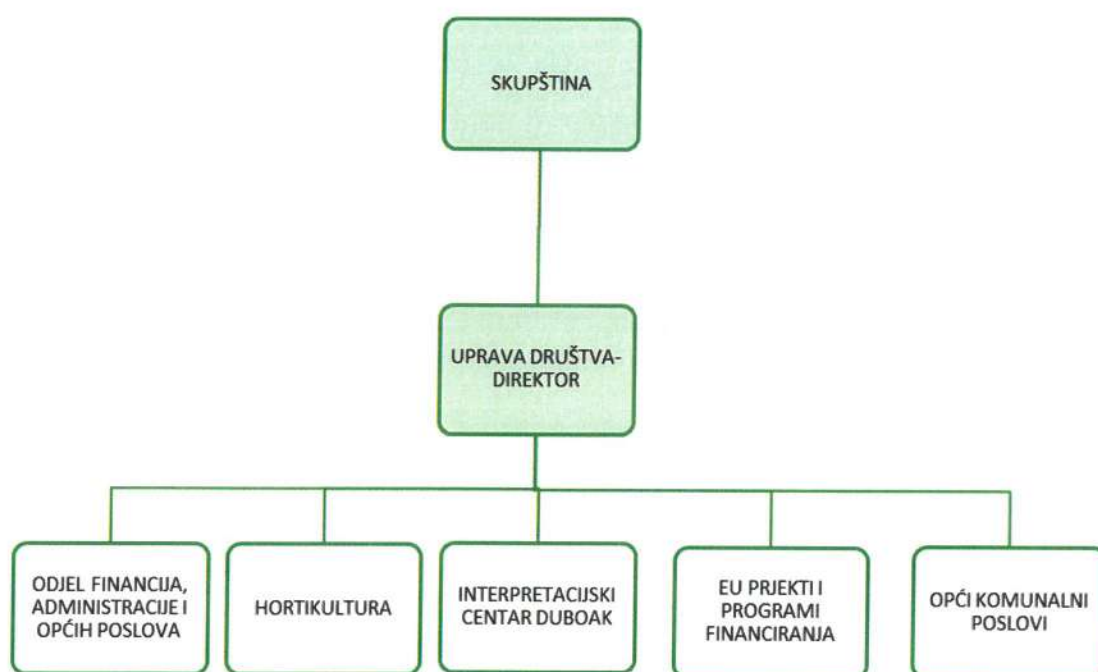 SKUPŠTINA
UPRAVA DRUŠTVA-
DIREKTOR
ODJEL FINANCIJA,
ADMINISTRACIJE I
OPĆIH POSLOVA
HORTIKULTURA
INTERPRETACIJSKI
CENTAR DUBOAK
EU PRJEKTI I
PROGRAMI
FINANCIRANJA
OPĆI KOMUNALNI
POSLOVI